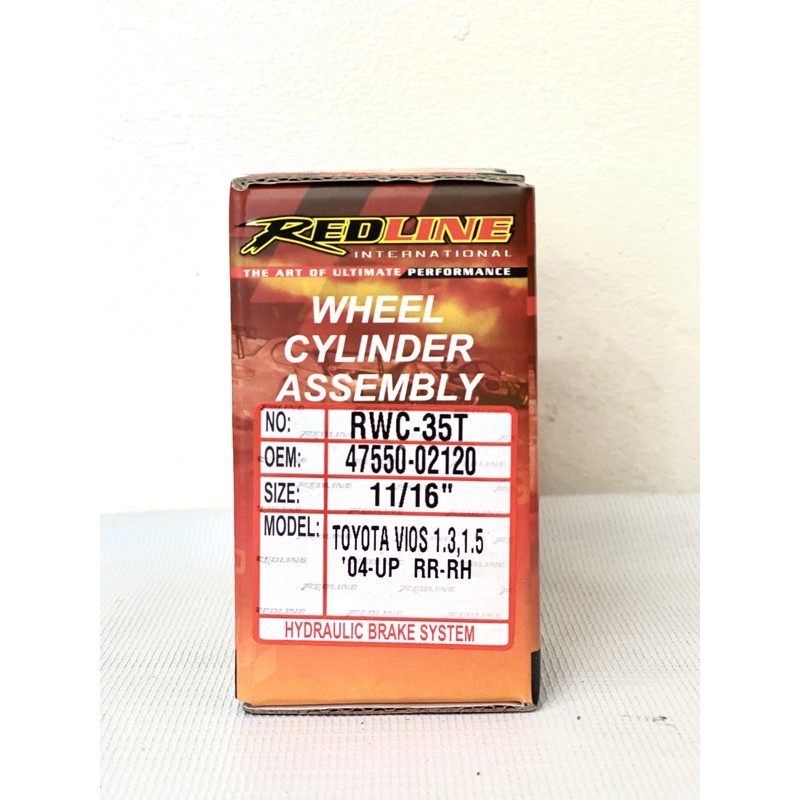 REDLINE
INTERNATIONAL
THE ART OF ULTIMATE PERFORMANCE
WHEEL
CYLINDER
ASSEMBLY
NO: RWC-35T
OEM: 47550-02120
SIZE: 11/16"
MODEL: TOYOTA VIOS 1.3,1.5
'04-UP RR-RH
HYDRAULIC BRAKE SYSTEM